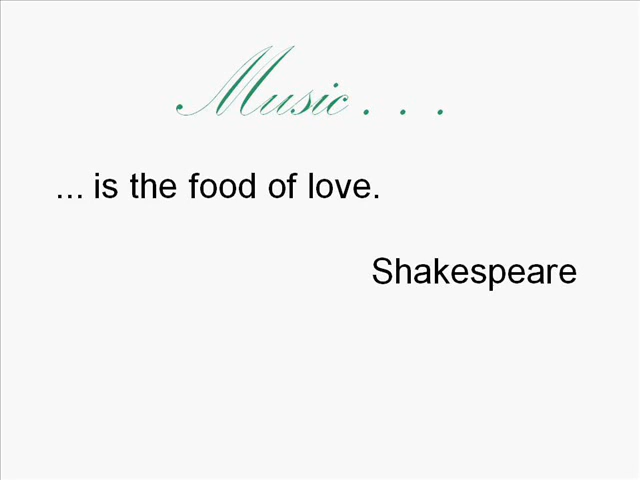 Music . . .
... is the food of love.
Shakespeare